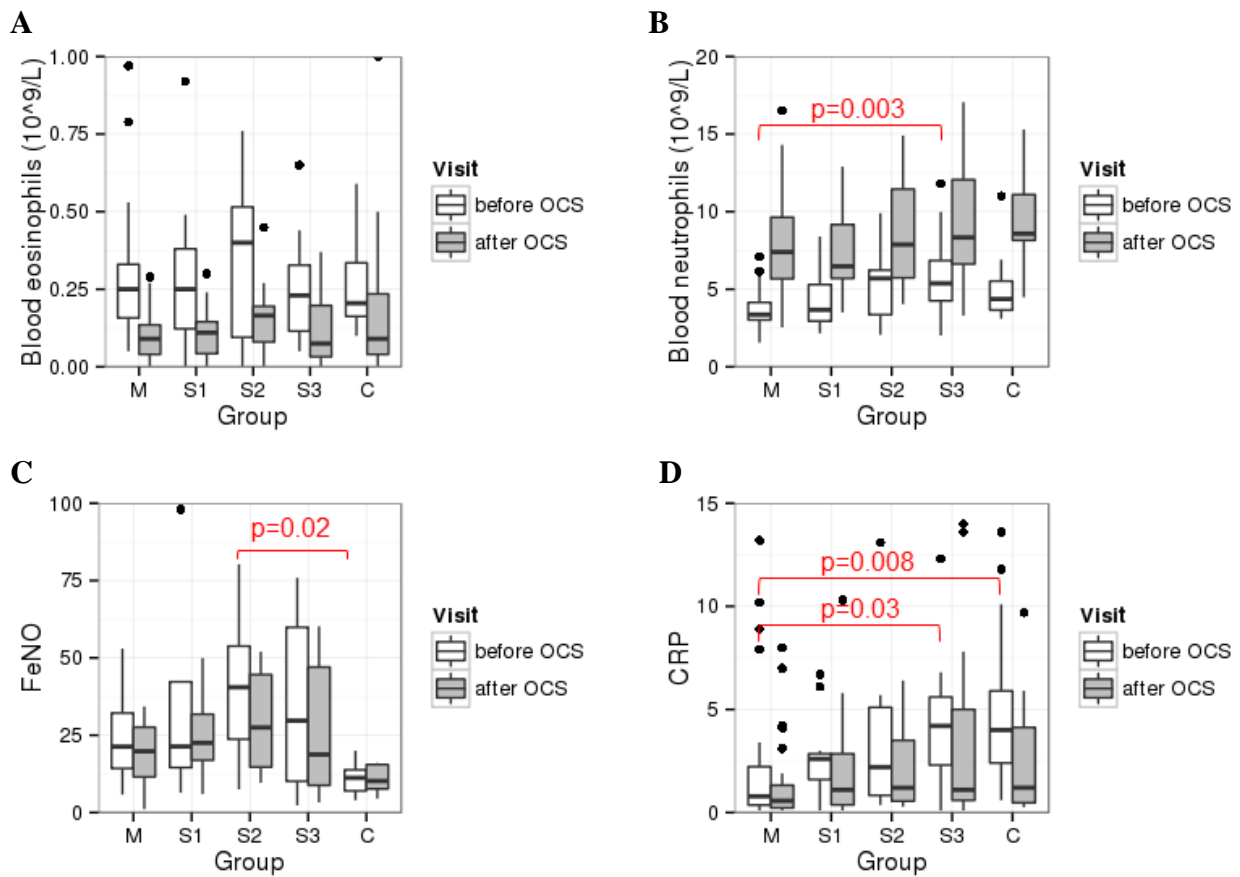 A
Blood eosinophils (10^9/L)
1.00
0.75
0.50
0.25
0.00
M S1 S2 S3 C
Group
Visit
before OCS
after OCS
B
Blood neutrophils (10^9/L)
20
15
10
5
0
p=0.003
M S1 S2 S3 C
Group
Visit
before OCS
after OCS
C
FeNO
100
75
50
25
0
p=0.02
M S1 S2 S3 C
Group
Visit
before OCS
after OCS
D
CRP
15
10
5
0
p=0.008
p=0.03
M S1 S2 S3 C
Group
Visit
before OCS
after OCS